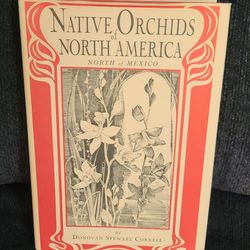 NATIVE ORCHIDS
of
NORTH AMERICA
NORTH of MEXICO
BY
DONOVAN STEWART CORRELL